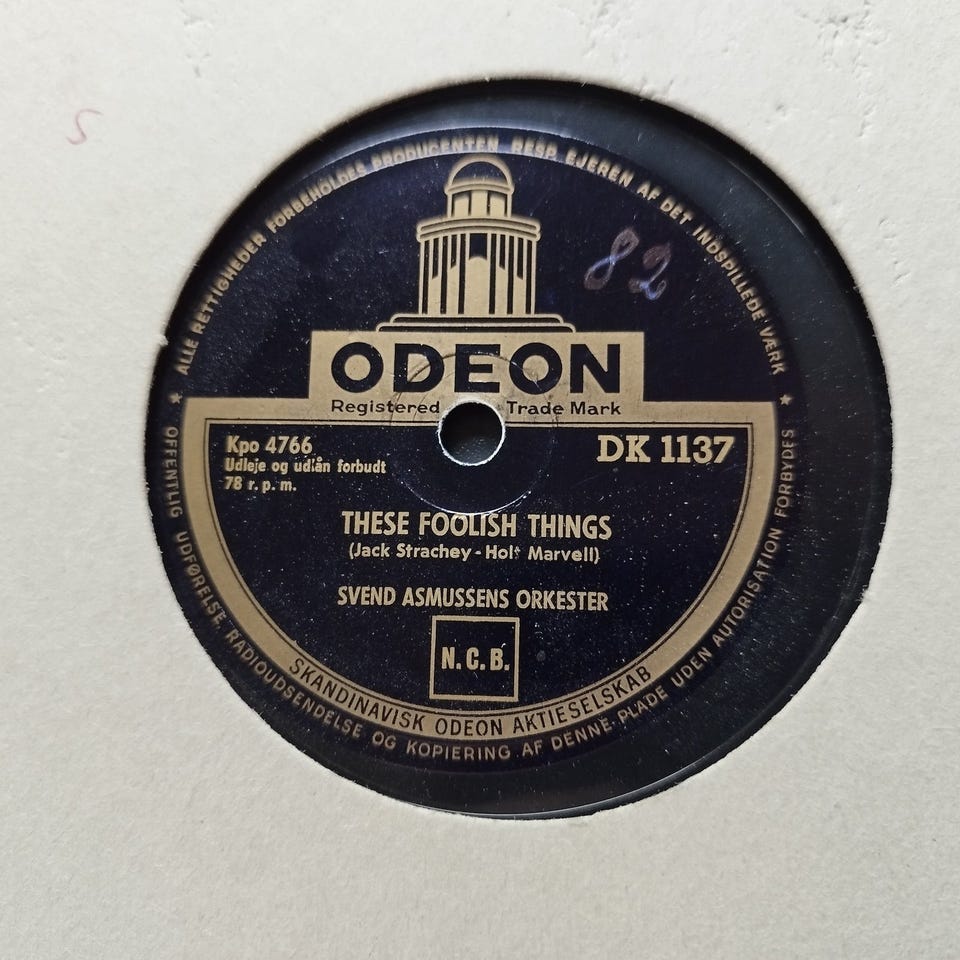 S
ALLE RETTIGHEDER FORBEHOLDES PRODUCENTEN RESP. EJEREN AF DET INDSPILLEDE VÆRK
82
ODEON
Registered Trade Mark
Kpo 4766
Udleje og udlån forbudt
78 r. p. m.
DK 1137
THESE FOOLISH THINGS
(Jack Strachey - Holt Marvell)
SVEND ASMUSSENS ORKESTER
N. C. B.
SKANDINAVISK ODEON AKTIESELSKAB
★ OFFENTLIG UDFØRELSE, RADIOUDSENDELSE OG KOPIERING AF DENNE PLADE UDEN AUTORISATION FORBYDES ★